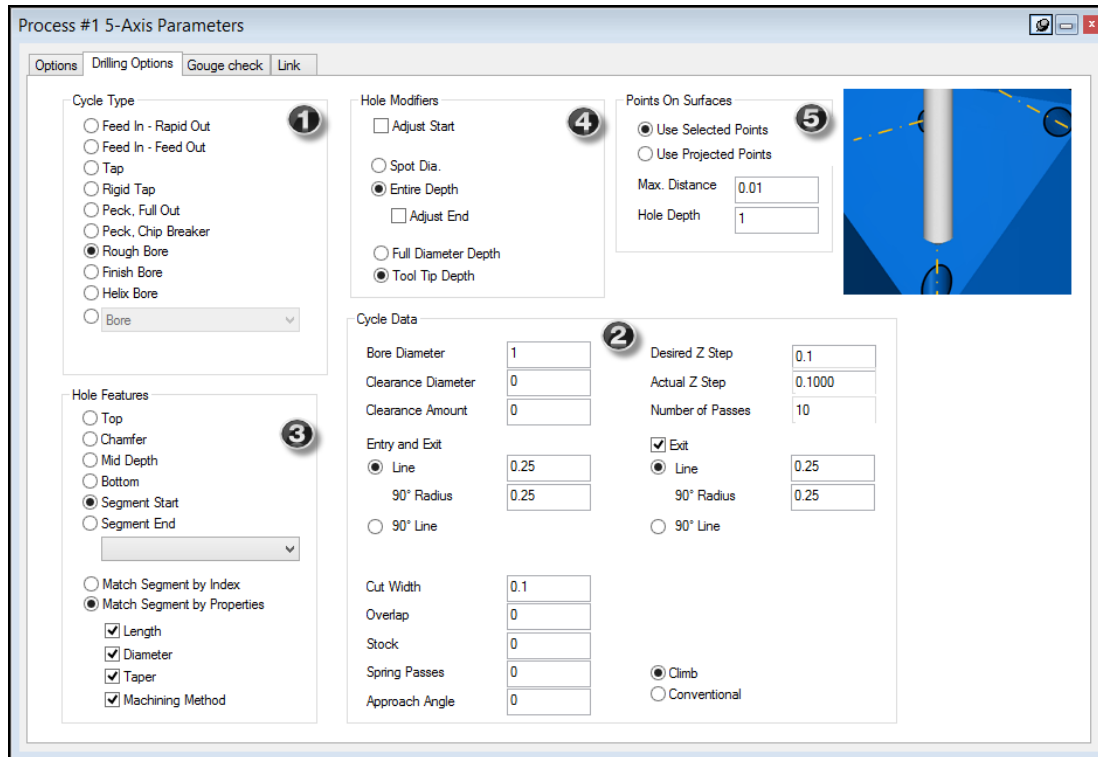 Process #1 5-Axis Parameters
Options Drilling Options Gouge check Link
Cycle Type
1
Feed In - Rapid Out
Feed In - Feed Out
Tap
Rigid Tap
Peck, Full Out
Peck, Chip Breaker
Rough Bore
Finish Bore
Helix Bore
Bore
Hole Features
3
Top
Chamfer
Mid Depth
Bottom
Segment Start
Segment End
Match Segment by Index
Match Segment by Properties
Length
Diameter
Taper
Machining Method
Hole Modifiers
4
Adjust Start
Spot Dia.
Entire Depth
Adjust End
Full Diameter Depth
Tool Tip Depth
Points On Surfaces
5
Use Selected Points
Use Projected Points
Max. Distance 0.01
Hole Depth 1
Cycle Data
2
Bore Diameter 1 Desired Z Step 0.1
Clearance Diameter 0 Actual Z Step 0.1000
Clearance Amount 0 Number of Passes 10
Entry and Exit Exit
Line 0.25 Line 0.25
90° Radius 0.25 90° Radius 0.25
90° Line 90° Line
Cut Width 0.1
Overlap 0
Stock 0
Spring Passes 0 Climb
Approach Angle 0 Conventional